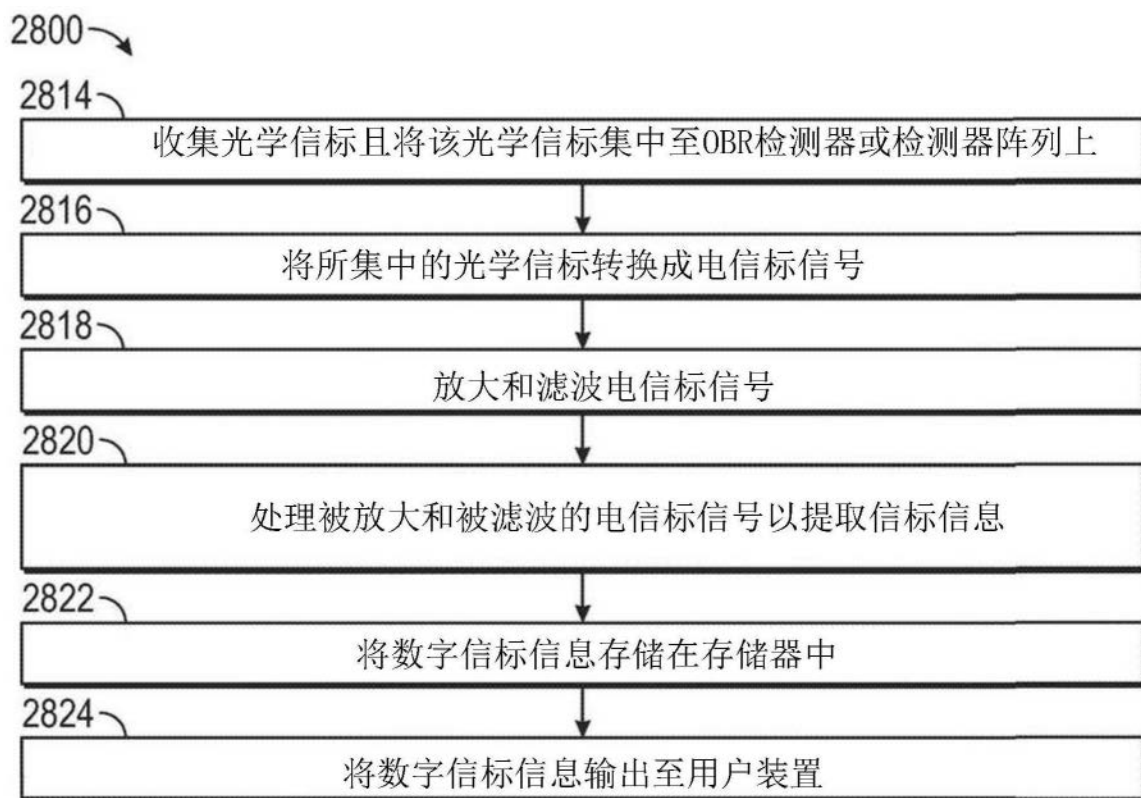 2800
2814
收集光学信标且将该光学信标集中至OBR检测器或检测器阵列上
2816
将所集中的光学信标转换成电信标信号
2818
放大和滤波电信标信号
2820
处理被放大和被滤波的电信标信号以提取信标信息
2822
将数字信标信息存储在存储器中
2824
将数字信标信息输出至用户装置